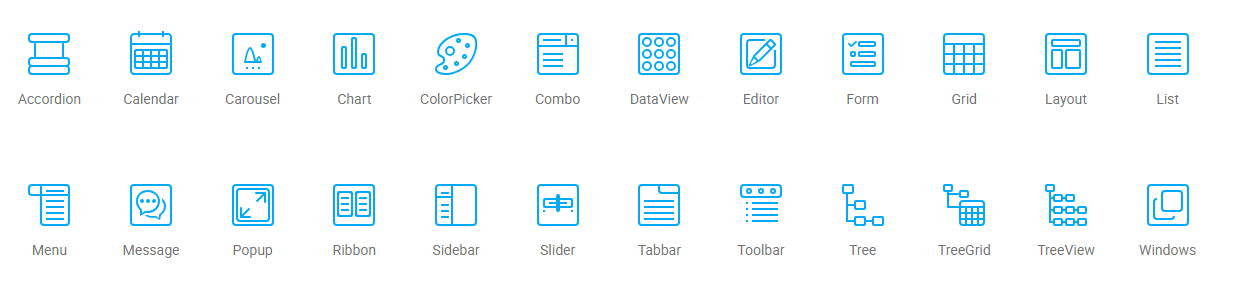 Accordion Calendar Carousel Chart ColorPicker Combo DataView Editor Form Grid Layout List
Menu Message Popup Ribbon Sidebar Slider Tabbar Toolbar Tree TreeGrid TreeView Windows